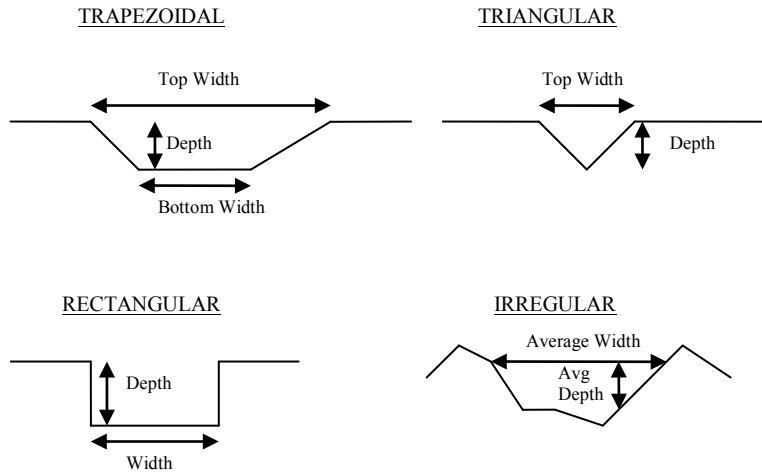 TRAPEZOIDAL
Top Width
Depth
Bottom Width
TRIANGULAR
Top Width
Depth
RECTANGULAR
Depth
Width
IRREGULAR
Average Width
Avg
Depth